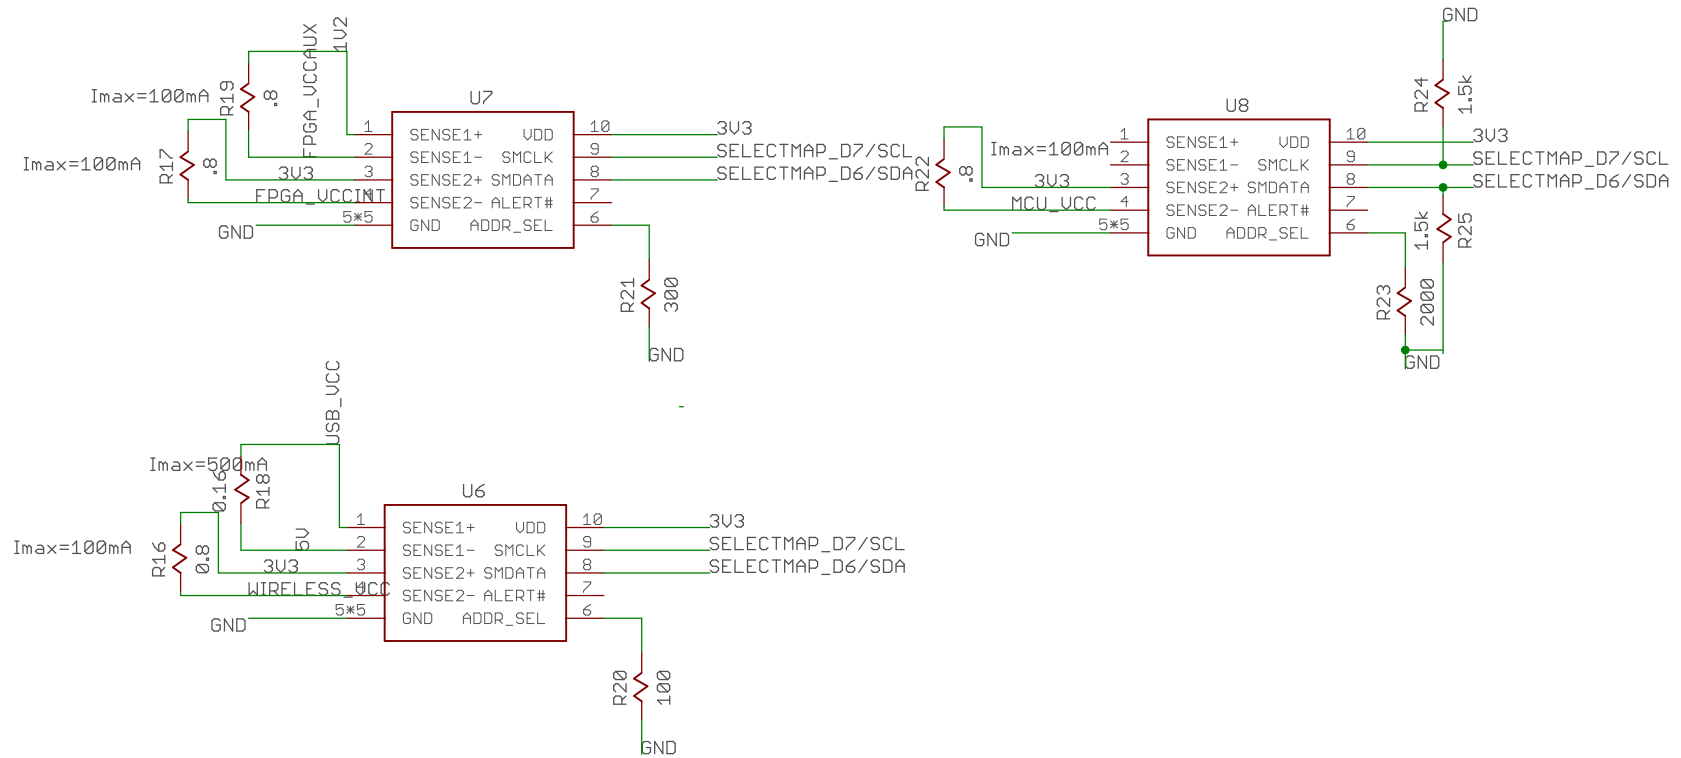 FPGA_VCCAUX
1V2
Imax=100mA
R19
.8
Imax=100mA
R17
.8
3V3
FPGA_VCCINT
GND
U7
1
2
3
4
5*5
SENSE1+
SENSE1-
SENSE2+
SENSE2-
GND
VDD
SMCLK
SMDATA
ALERT#
ADDR_SEL
10
9
8
7
6
3V3
SELECTMAP_D7/SCL
SELECTMAP_D6/SDA
R21
300
GND
R22
.8
Imax=100mA
3V3
MCU_VCC
GND
U8
1
2
3
4
5*5
SENSE1+
SENSE1-
SENSE2+
SENSE2-
GND
VDD
SMCLK
SMDATA
ALERT#
ADDR_SEL
10
9
8
7
6
GND
R24
1.5k
3V3
SELECTMAP_D7/SCL
SELECTMAP_D6/SDA
1.5k
R25
R23
2000
GND
USB_VCC
Imax=500mA
0.16
R18
5V
Imax=100mA
R16
0.8
3V3
WIRELESS_VCC
GND
U6
1
2
3
4
5*5
SENSE1+
SENSE1-
SENSE2+
SENSE2-
GND
VDD
SMCLK
SMDATA
ALERT#
ADDR_SEL
10
9
8
7
6
3V3
SELECTMAP_D7/SCL
SELECTMAP_D6/SDA
R20
100
GND